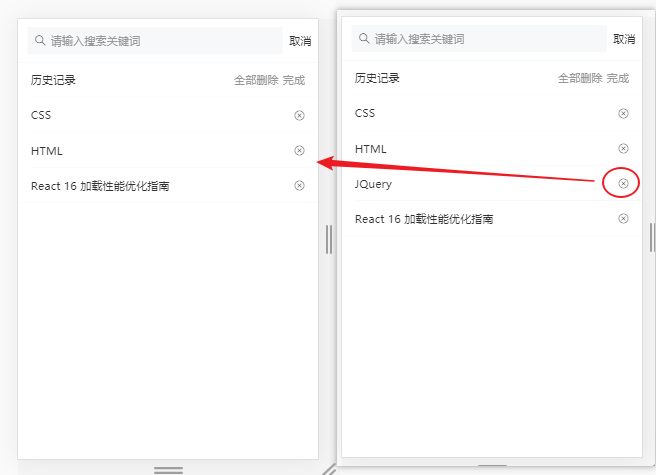 请输入搜索关键词 取消
历史记录 全部删除 完成
CSS
HTML
React 16 加载性能优化指南
请输入搜索关键词 取消
历史记录 全部删除 完成
CSS
HTML
JQuery
React 16 加载性能优化指南